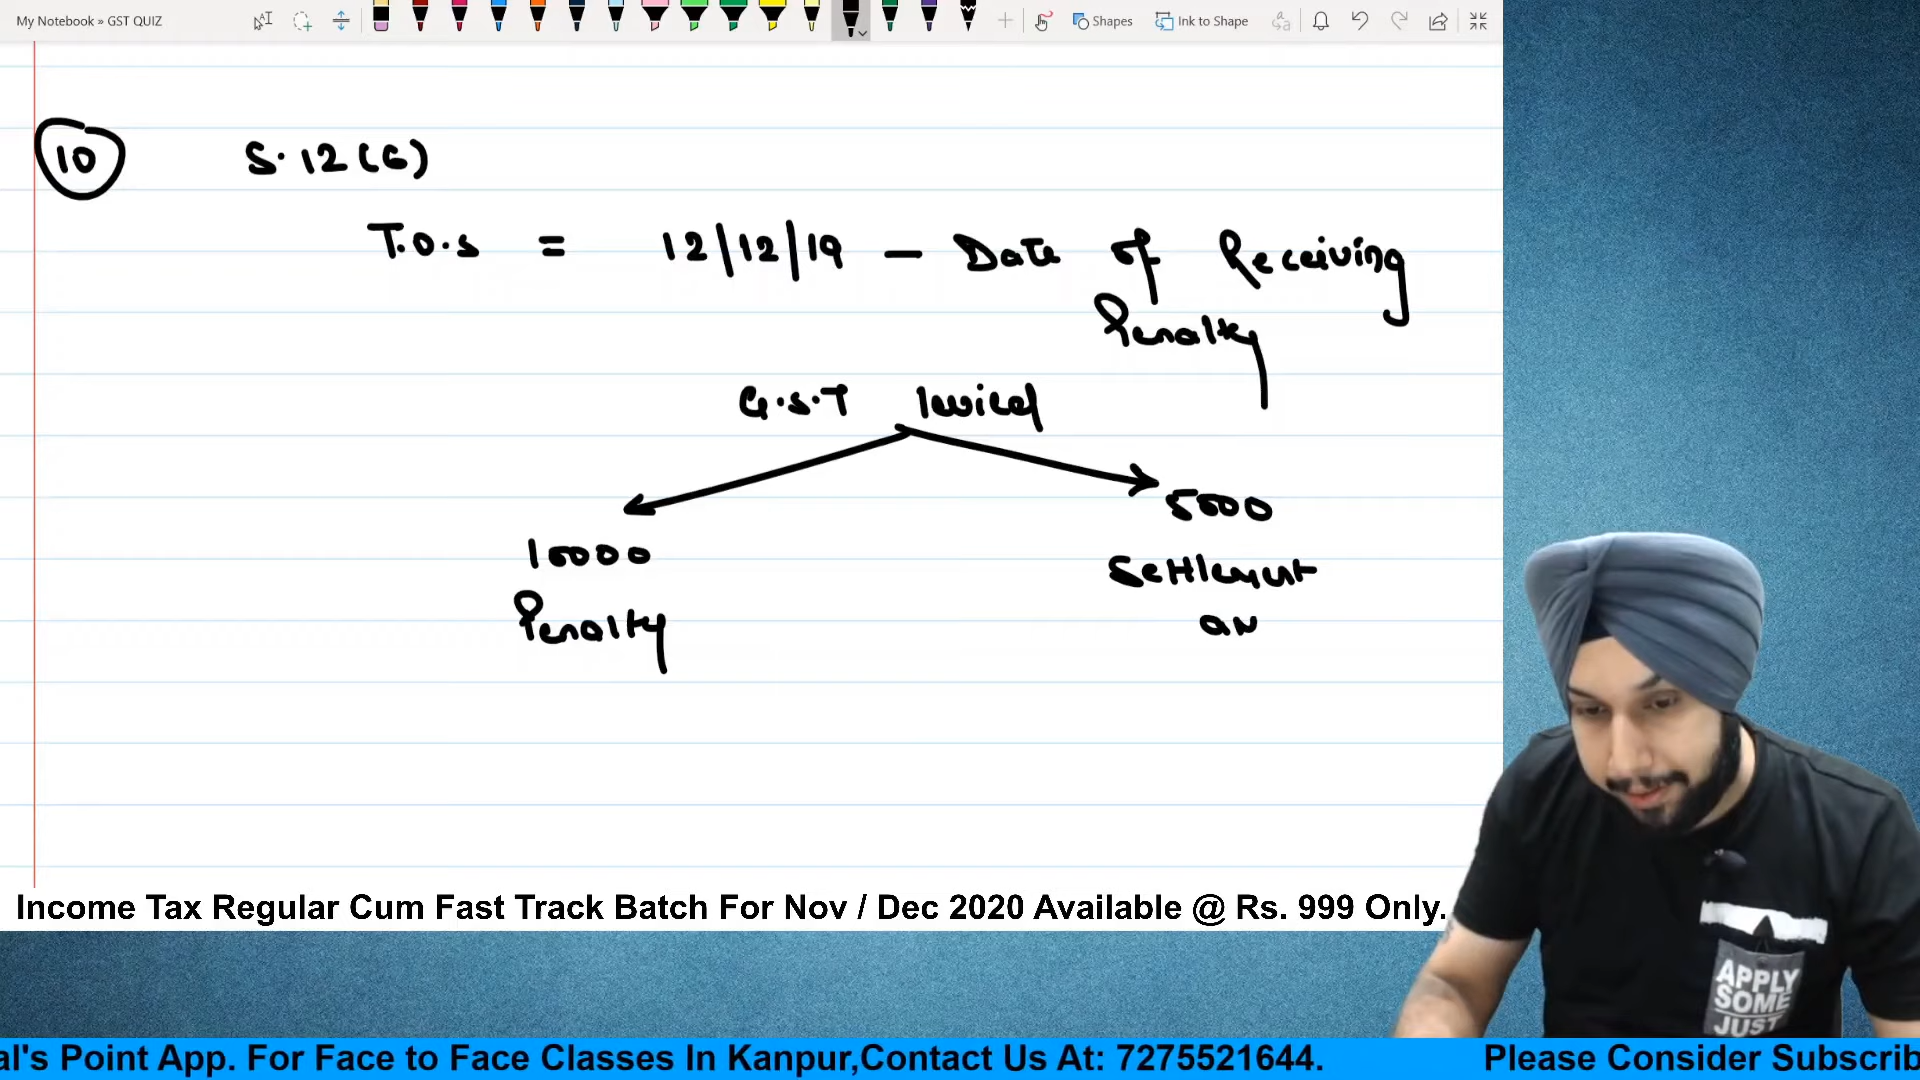 My Notebook » GST QUIZ
Shapes
Ink to Shape
10 S.12(6)
T.O.S = 12/12/19 – Date of Receiving
Penalty
G.S.T levied
10000 5000
Penalty Settlement
am
Income Tax Regular Cum Fast Track Batch For Nov / Dec 2020 Available @ Rs. 999 Only.
APPLY
SOME
JUST
al's Point App. For Face to Face Classes In Kanpur,Contact Us At: 7275521644. Please Consider Subscrib